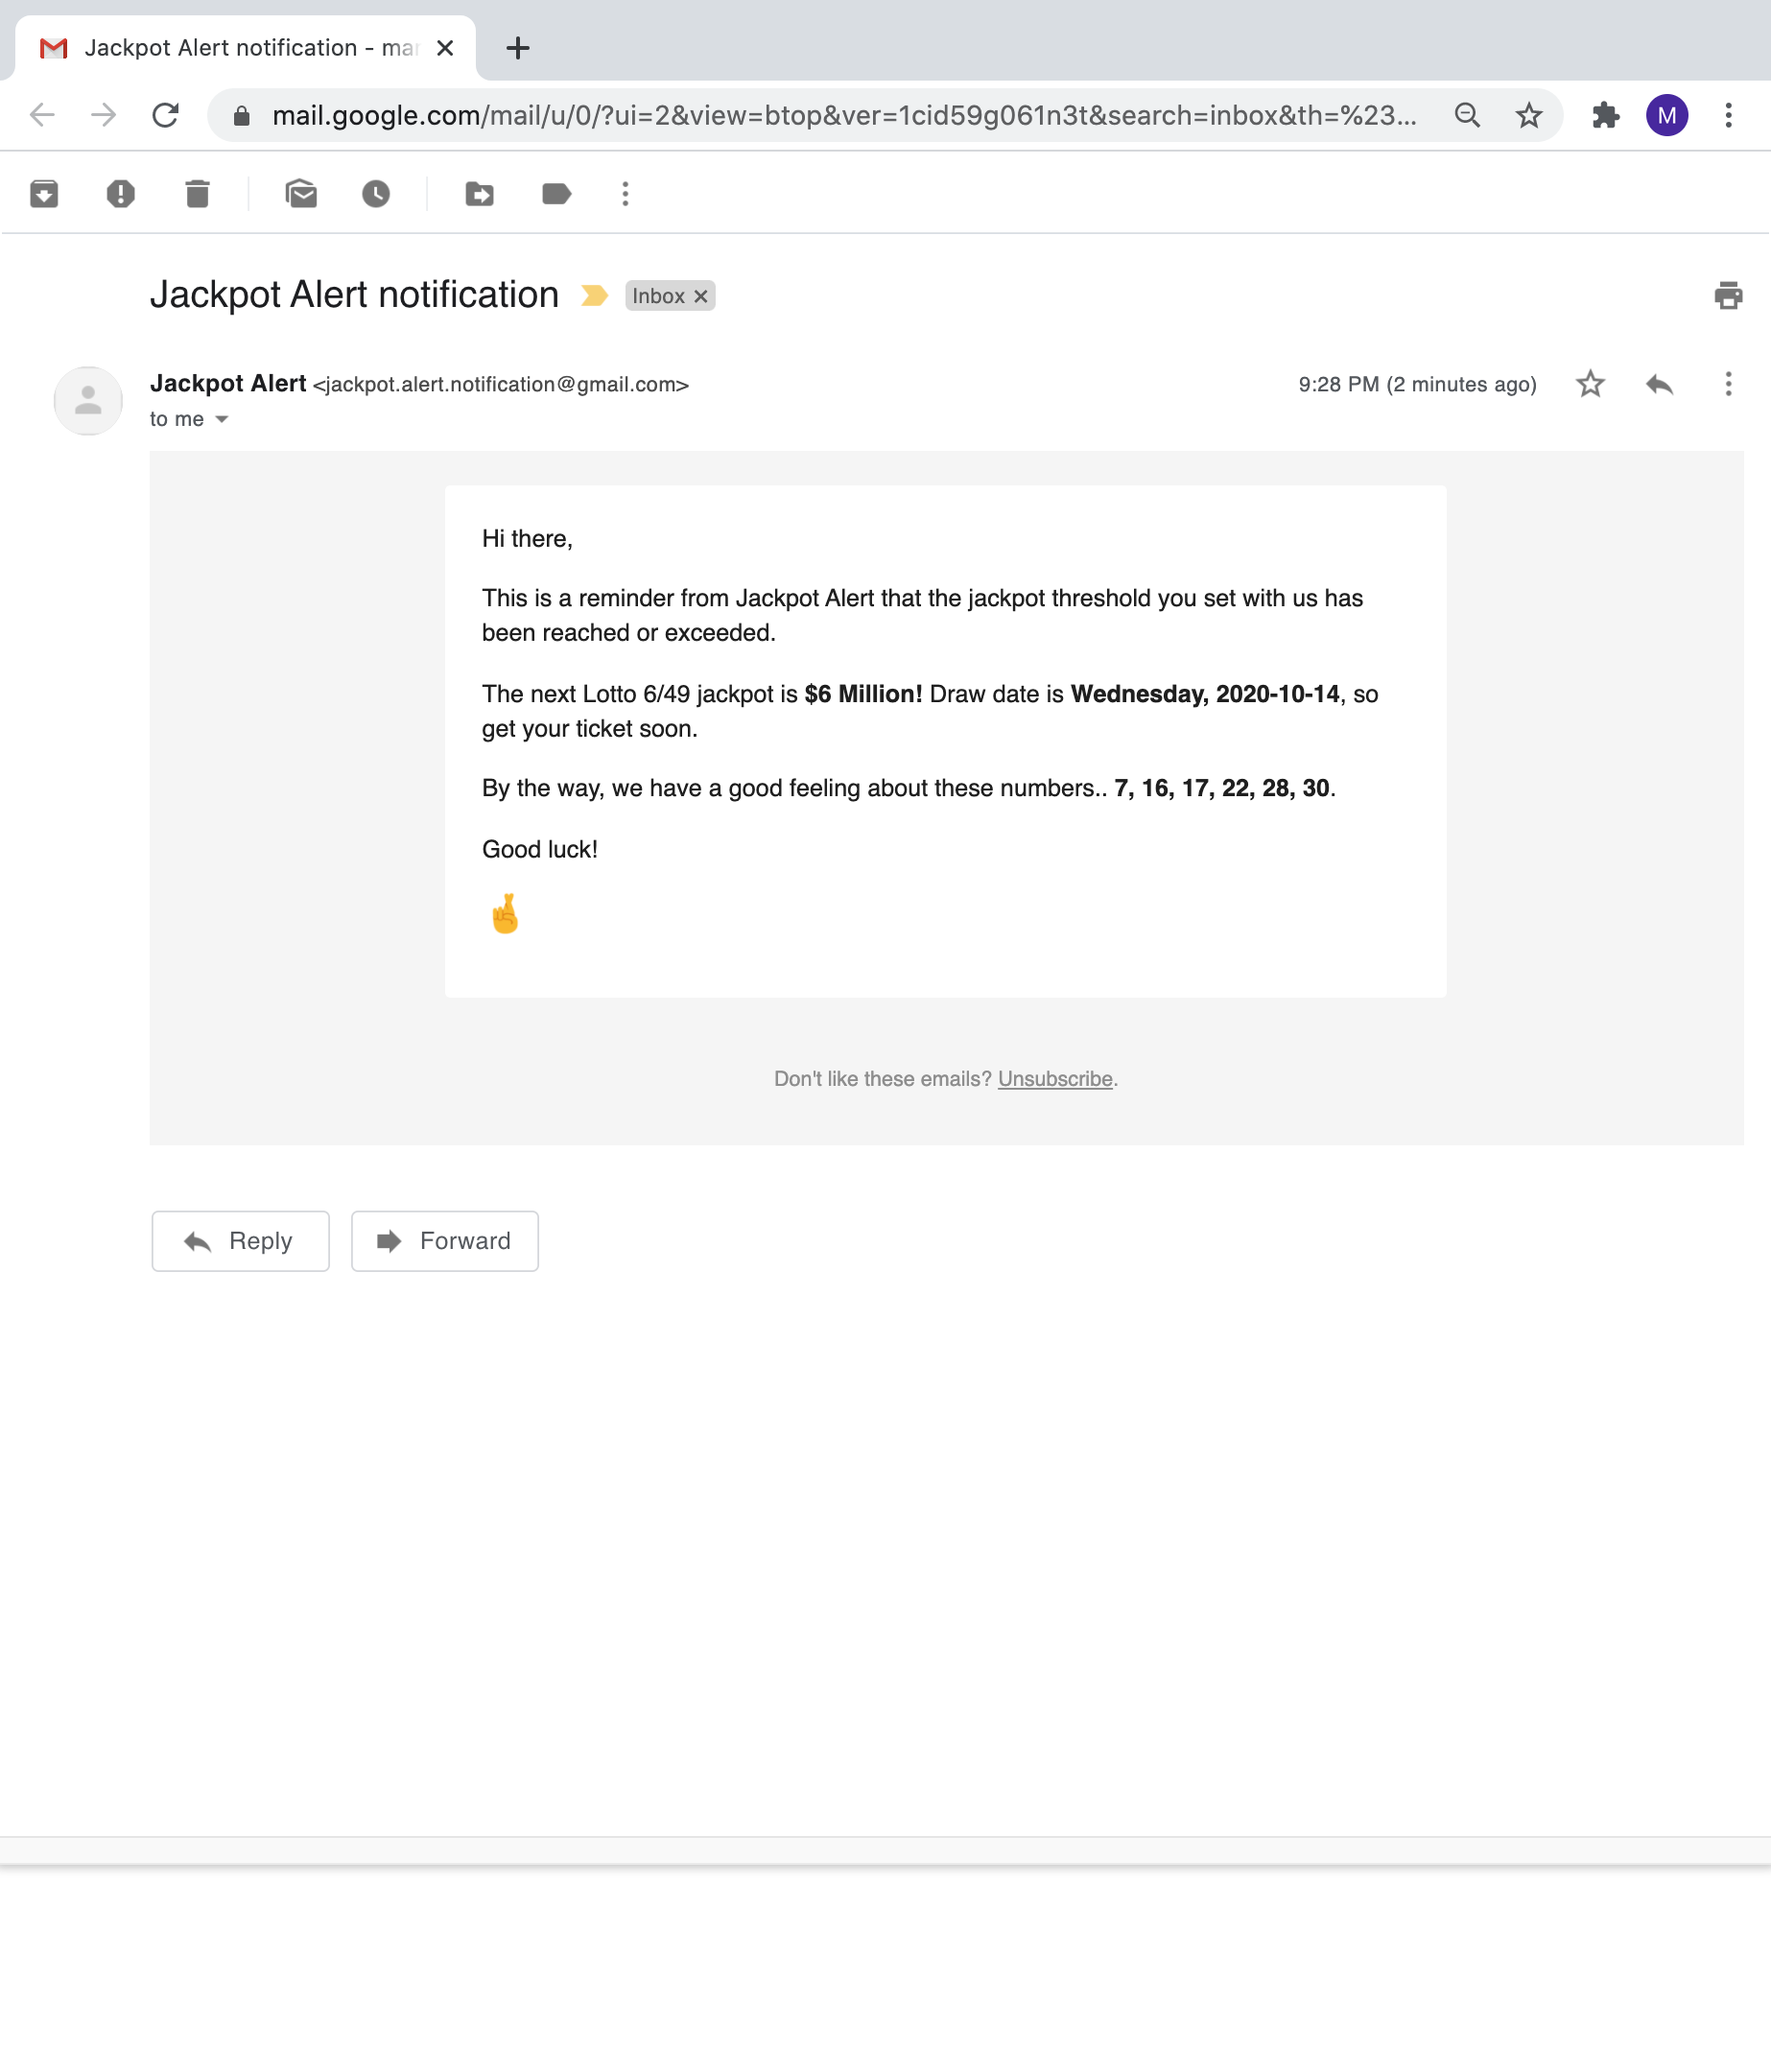 Jackpot Alert notification - mar
mail.google.com/mail/u/0/?ui=2&view=btop&ver=1cid59g061n3t&search=inbox&th=%23...
M
Jackpot Alert notification Inbox
Jackpot Alert <jackpot.alert.notification@gmail.com> 9:28 PM (2 minutes ago)
to me
Hi there,
This is a reminder from Jackpot Alert that the jackpot threshold you set with us has
been reached or exceeded.
The next Lotto 6/49 jackpot is $6 Million! Draw date is Wednesday, 2020-10-14, so
get your ticket soon.
By the way, we have a good feeling about these numbers.. 7, 16, 17, 22, 28, 30.
Good luck!
🤞
Don't like these emails? Unsubscribe.
Reply Forward